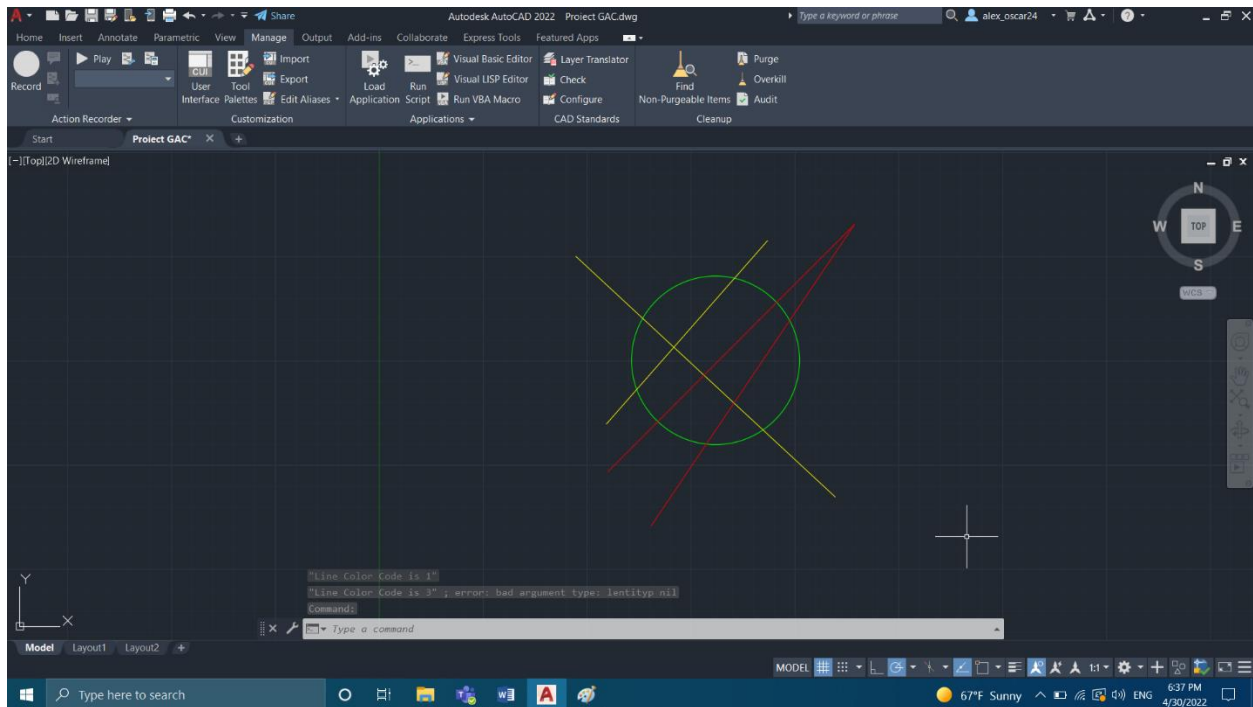 Share
Autodesk AutoCAD 2022 Proiect GAC.dwg
Type a keyword or phrase
alex_oscar24
Home Insert Annotate Parametric View Manage Output Add-ins Collaborate Express Tools Featured Apps
Record
Play
CUI
User Interface
Tool Palettes
Import
Export
Edit Aliases
Load Application
Run Script
Visual Basic Editor
Visual LISP Editor
Run VBA Macro
Layer Translator
Check
Configure
Find Non-Purgeable Items
Purge
Overkill
Audit
Action Recorder
Customization
Applications
CAD Standards
Cleanup
Start
Proiect GAC*
[−][Top][2D Wireframe]
N
W TOP E
S
WCS
"Line Color Code is 1"
"Line Color Code is 3" ; error: bad argument type: lentityp nil
Command:
Y
X
Type a command
Model Layout1 Layout2 +
MODEL
1:1
Type here to search
67°F Sunny
ENG
6:37 PM
4/30/2022